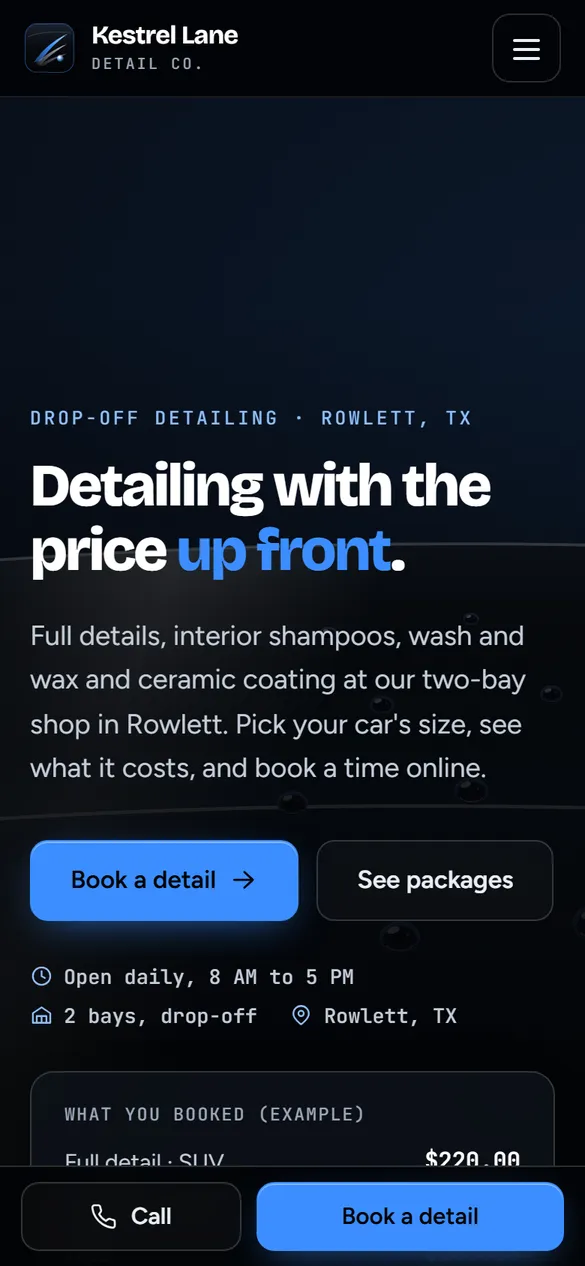 Kestrel Lane
DETAIL CO.
DROP-OFF DETAILING · ROWLETT, TX
Detailing with the
price up front.
Full details, interior shampoos, wash and
wax and ceramic coating at our two-bay
shop in Rowlett. Pick your car's size, see
what it costs, and book a time online.
Book a detail → See packages
Open daily, 8 AM to 5 PM
2 bays, drop-off Rowlett, TX
WHAT YOU BOOKED (EXAMPLE)
Full detail · SUV $220.00
Call Book a detail